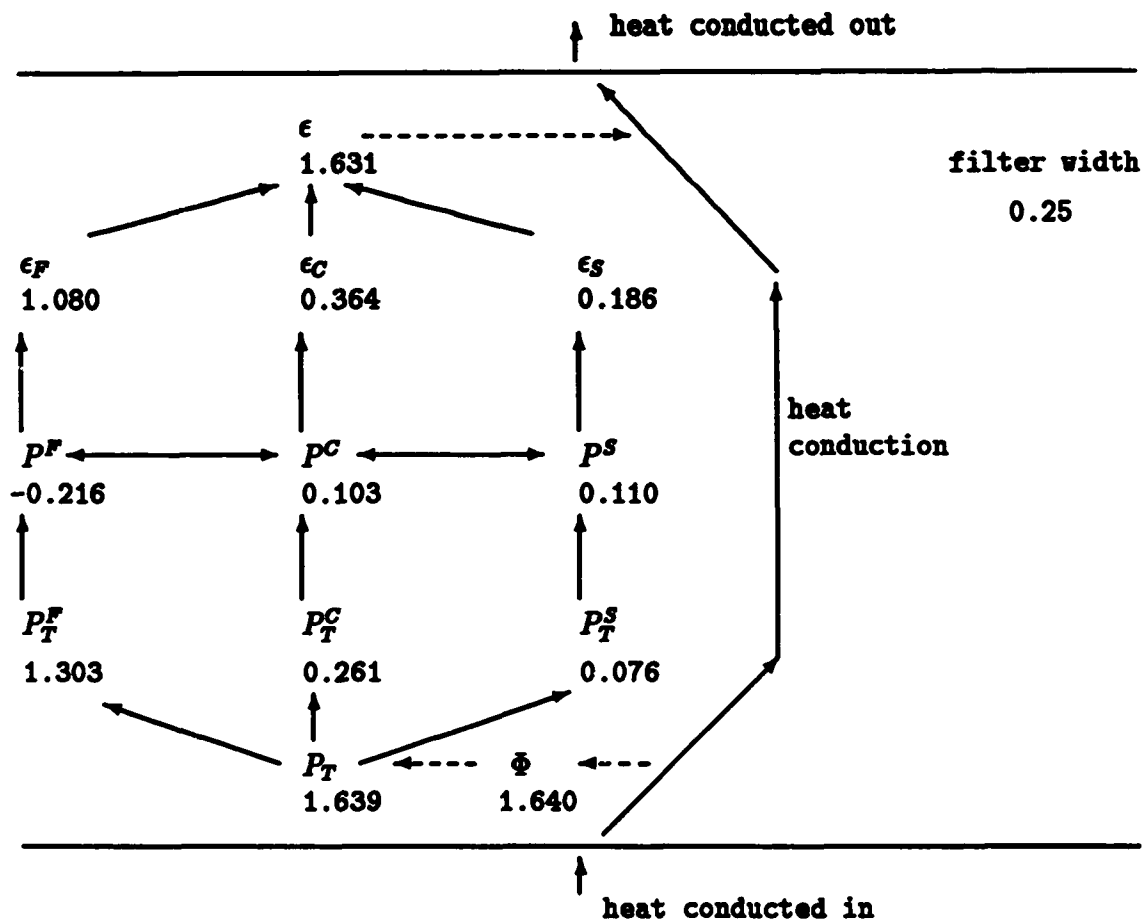 heat conducted out
ϵ
1.631
filter width
0.25
ϵ_F ϵ_C ϵ_S
1.080 0.364 0.186
heat
conduction
P^F P^C P^S
-0.216 0.103 0.110
P_T^F P_T^C P_T^S
1.303 0.261 0.076
P_T Φ
1.639 1.640
heat conducted in